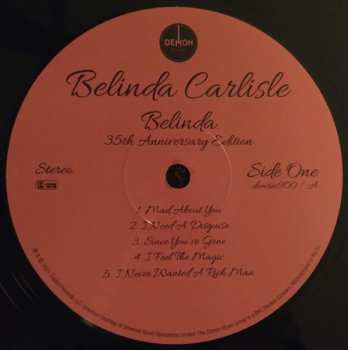 DEMON
Belinda Carlisle
Belinda
35th Anniversary Edition
Stereo
Side One
/ A
1. Mad About You
2. I Need A Disguise
3. Since You've Gone
4. I Feel The Magic
5. I Never Wanted A Rich Man